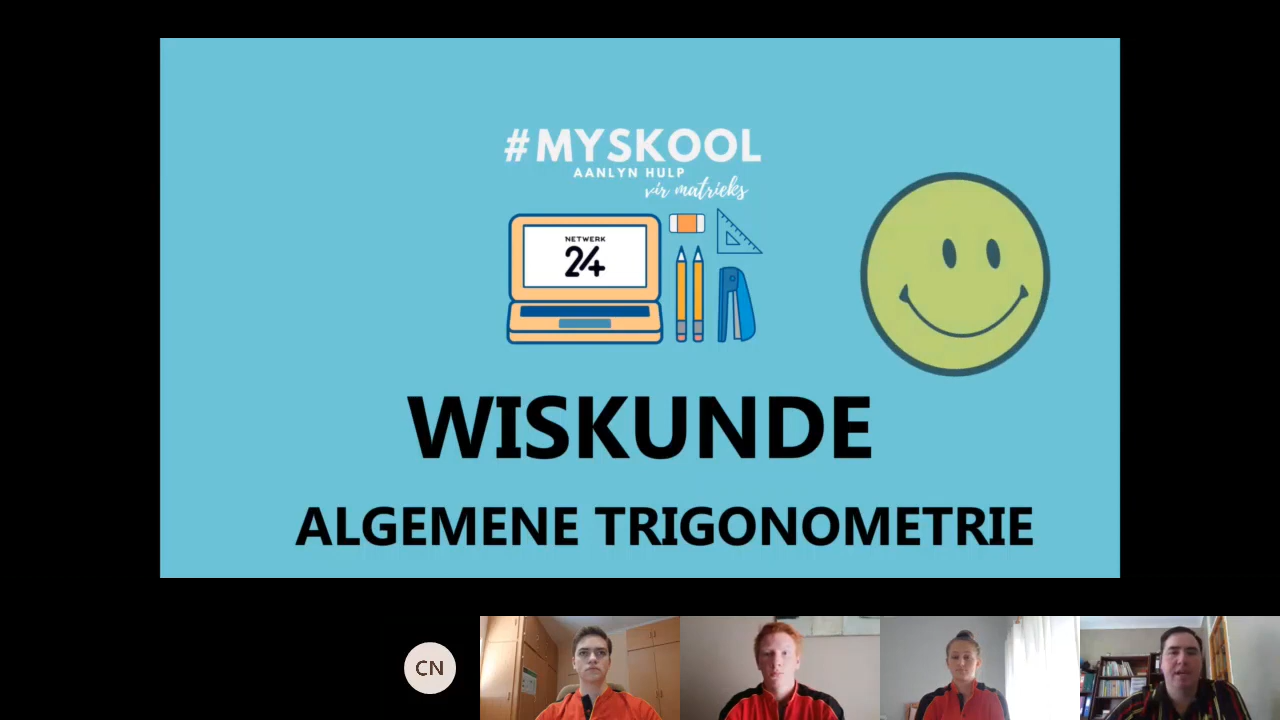 #MYSKOOL
AANLYN HULP
vir matrieks
NETWERK
24
WISKUNDE
ALGEMENE TRIGONOMETRIE
CN